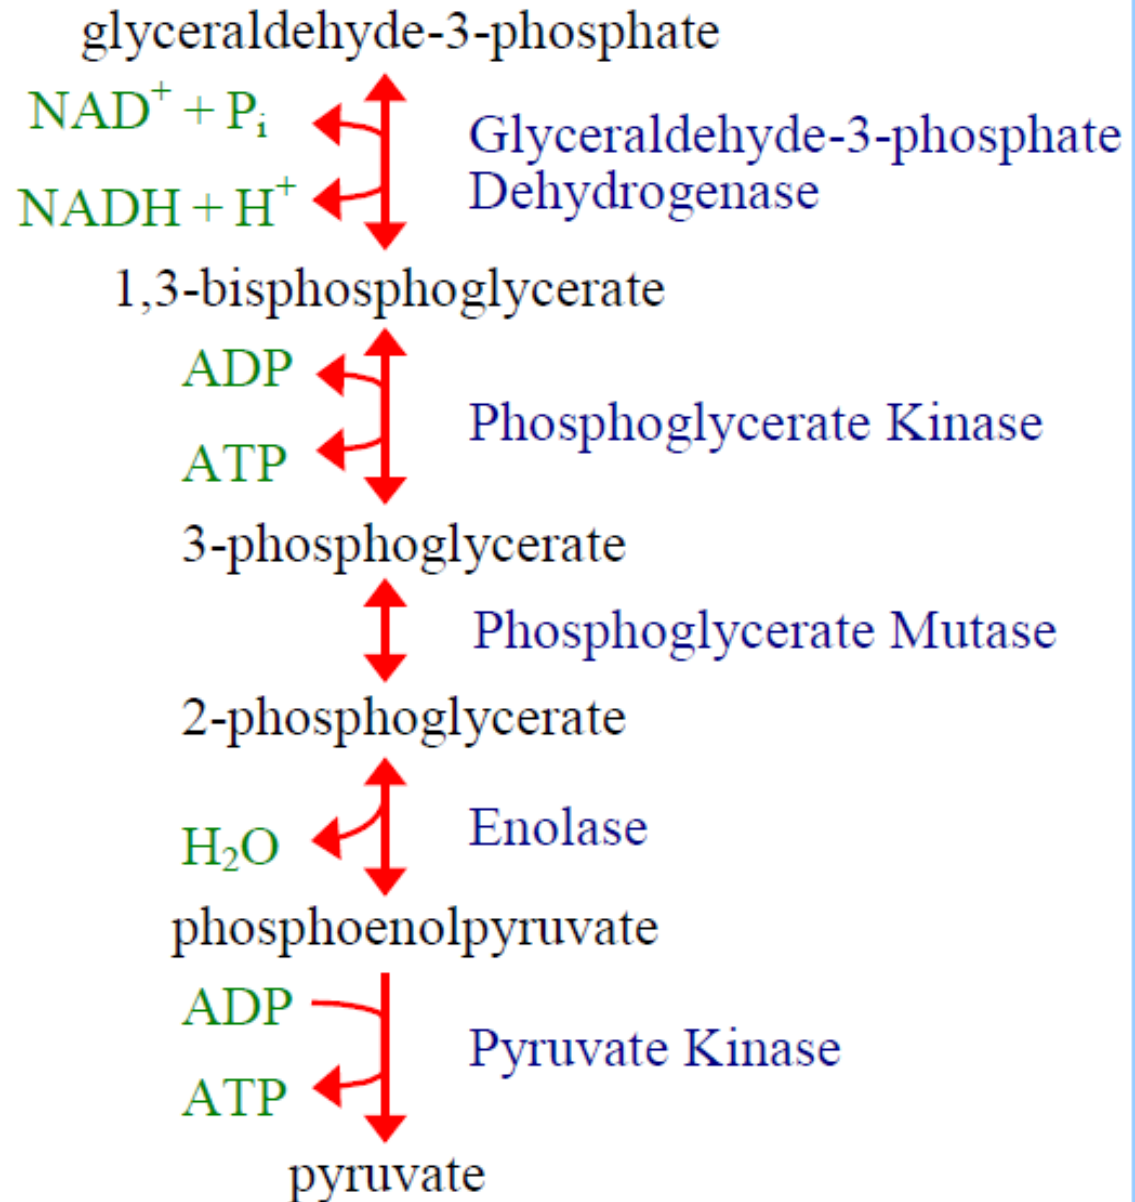 glyceraldehyde-3-phosphate
NAD⁺ + Pᵢ
Glyceraldehyde-3-phosphate
Dehydrogenase
NADH + H⁺
1,3-bisphosphoglycerate
ADP
Phosphoglycerate Kinase
ATP
3-phosphoglycerate
Phosphoglycerate Mutase
2-phosphoglycerate
Enolase
H₂O
phosphoenolpyruvate
ADP
Pyruvate Kinase
ATP
pyruvate